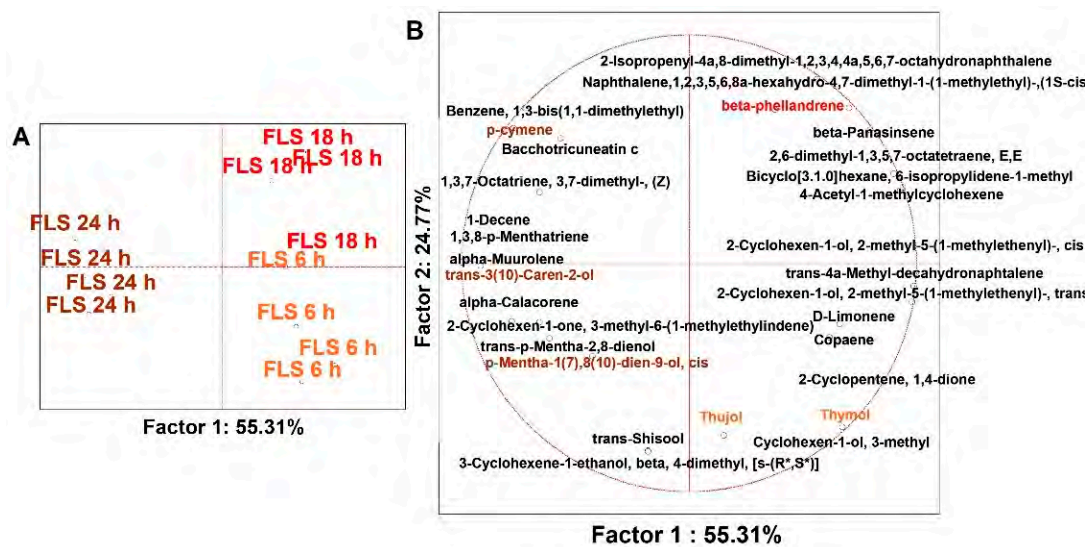 A
FLS 18 h
FLS 18 h
FLS 18 h
FLS 24 h
FLS 18 h
FLS 24 h
FLS 6 h
FLS 24 h
FLS 24 h
FLS 6 h
FLS 6 h
FLS 6 h
Factor 1: 55.31%
B
Factor 2: 24.77%
2-Isopropenyl-4a,8-dimethyl-1,2,3,4,4a,5,6,7-octahydronaphthalene
Naphthalene,1,2,3,5,6,8a-hexahydro-4,7-dimethyl-1-(1-methylethyl)-,(1S-cis
Benzene, 1,3-bis(1,1-dimethylethyl)
beta-phellandrene
p-cymene
beta-Panasinsene
Bacchotricuneatin c
2,6-dimethyl-1,3,5,7-octatetraene, E,E
Bicyclo[3.1.0]hexane, 6-isopropylidene-1-methyl
1,3,7-Octatriene, 3,7-dimethyl-, (Z)
4-Acetyl-1-methylcyclohexene
1-Decene
1,3,8-p-Menthatriene
2-Cyclohexen-1-ol, 2-methyl-5-(1-methylethenyl)-, cis
alpha-Muurolene
trans-3(10)-Caren-2-ol
trans-4a-Methyl-decahydronaphtalene
2-Cyclohexen-1-ol, 2-methyl-5-(1-methylethenyl)-, trans
alpha-Calacorene
D-Limonene
2-Cyclohexen-1-one, 3-methyl-6-(1-methylethylindene)
Copaene
trans-p-Mentha-2,8-dienol
p-Mentha-1(7),8(10)-dien-9-ol, cis
2-Cyclopentene, 1,4-dione
Thujol
Thymol
trans-Shisool
Cyclohexen-1-ol, 3-methyl
3-Cyclohexene-1-ethanol, beta, 4-dimethyl, [s-(R*,S*)]
Factor 1 : 55.31%